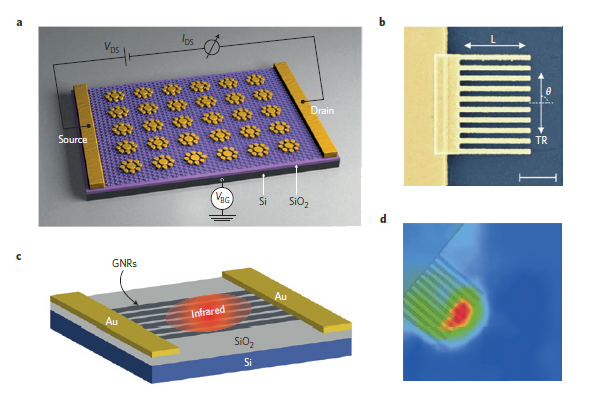 a
V_DS
I_DS
Source
Drain
V_BG
Si
SiO₂
b
L
θ
TR
c
GNRs
Au
Infrared
Au
SiO₂
Si
d